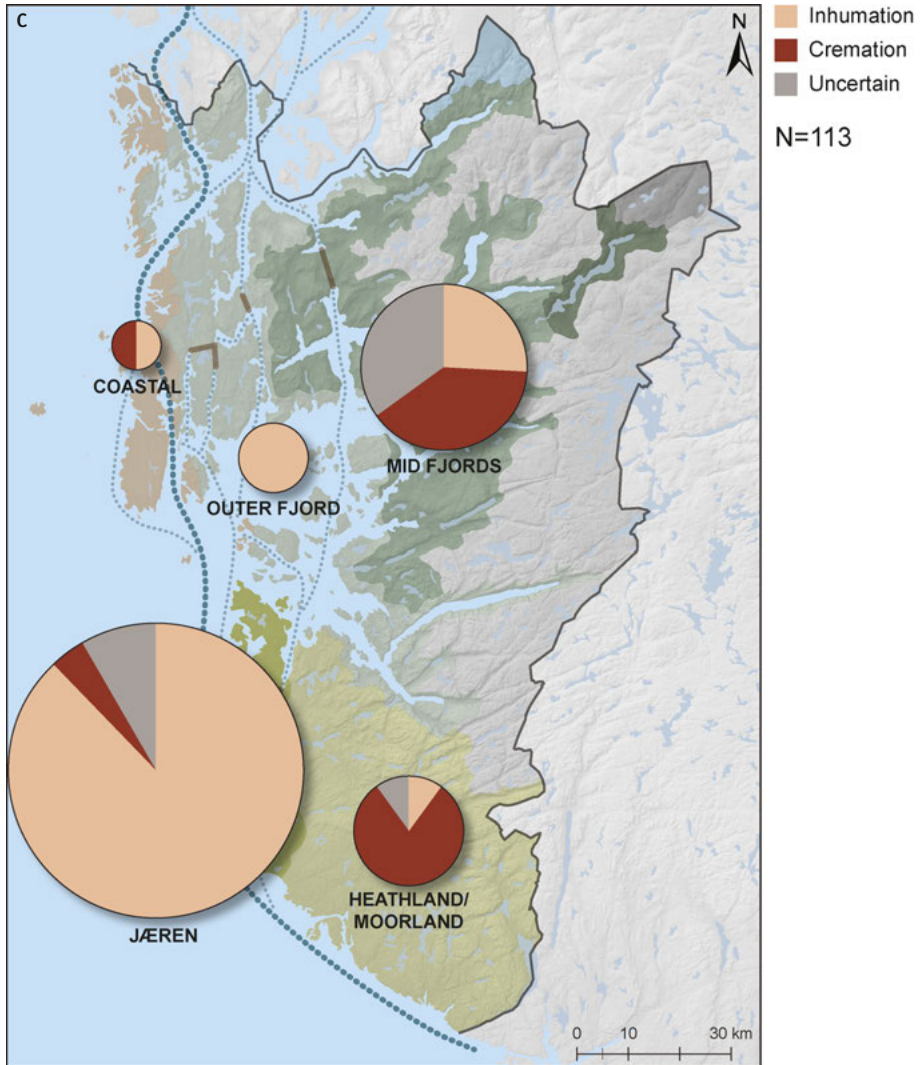 C
N
Inhumation
Cremation
Uncertain
N=113
COASTAL
MID FJORDS
OUTER FJORD
HEATHLAND/
MOORLAND
JÆREN
0 10 30 km